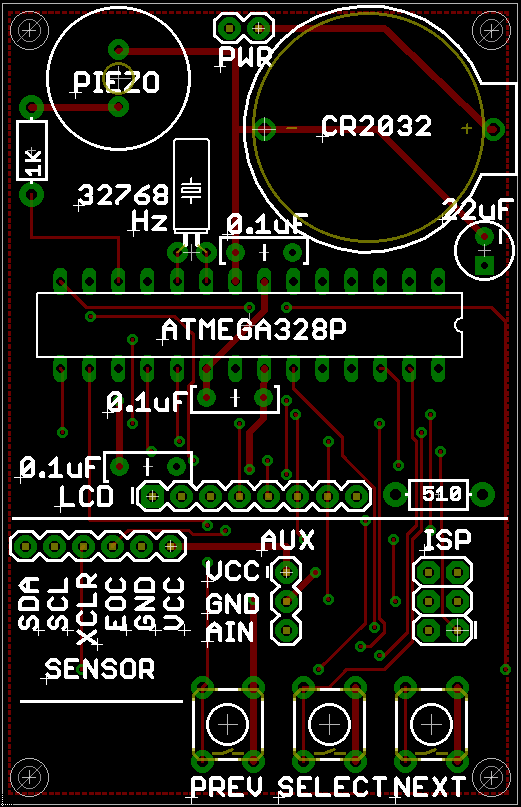 PWR
PIEZO
CR2032
1K
32768
Hz
0.1uF
22uF
ATMEGA328P
0.1uF
0.1uF
LCD
510
AUX
ISP
VCC
GND
AIN
SDA
SCL
XCLR
EOC
GND
VCC
SENSOR
PREV
SELECT
NEXT